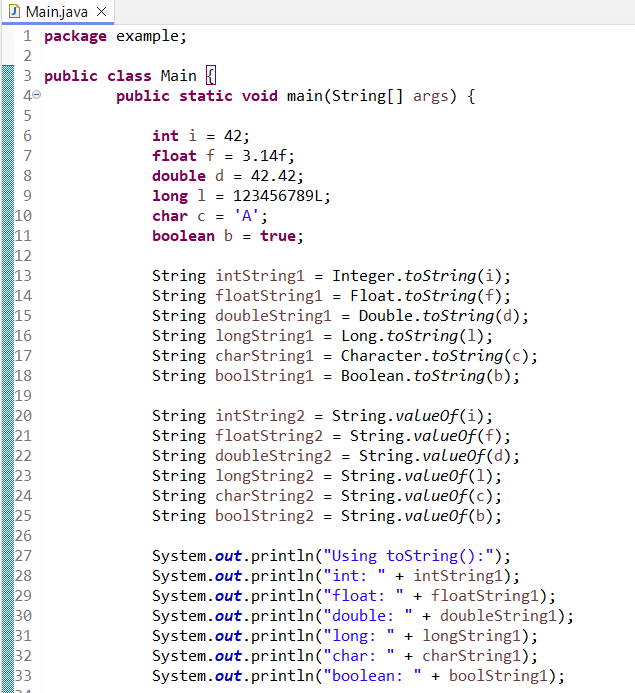 Main.java
1 package example;
2
3 public class Main {
4 public static void main(String[] args) {
5
6 int i = 42;
7 float f = 3.14f;
8 double d = 42.42;
9 long l = 123456789L;
10 char c = 'A';
11 boolean b = true;
12
13 String intString1 = Integer.toString(i);
14 String floatString1 = Float.toString(f);
15 String doubleString1 = Double.toString(d);
16 String longString1 = Long.toString(l);
17 String charString1 = Character.toString(c);
18 String boolString1 = Boolean.toString(b);
19
20 String intString2 = String.valueOf(i);
21 String floatString2 = String.valueOf(f);
22 String doubleString2 = String.valueOf(d);
23 String longString2 = String.valueOf(l);
24 String charString2 = String.valueOf(c);
25 String boolString2 = String.valueOf(b);
26
27 System.out.println("Using toString():");
28 System.out.println("int: " + intString1);
29 System.out.println("float: " + floatString1);
30 System.out.println("double: " + doubleString1);
31 System.out.println("long: " + longString1);
32 System.out.println("char: " + charString1);
33 System.out.println("boolean: " + boolString1);